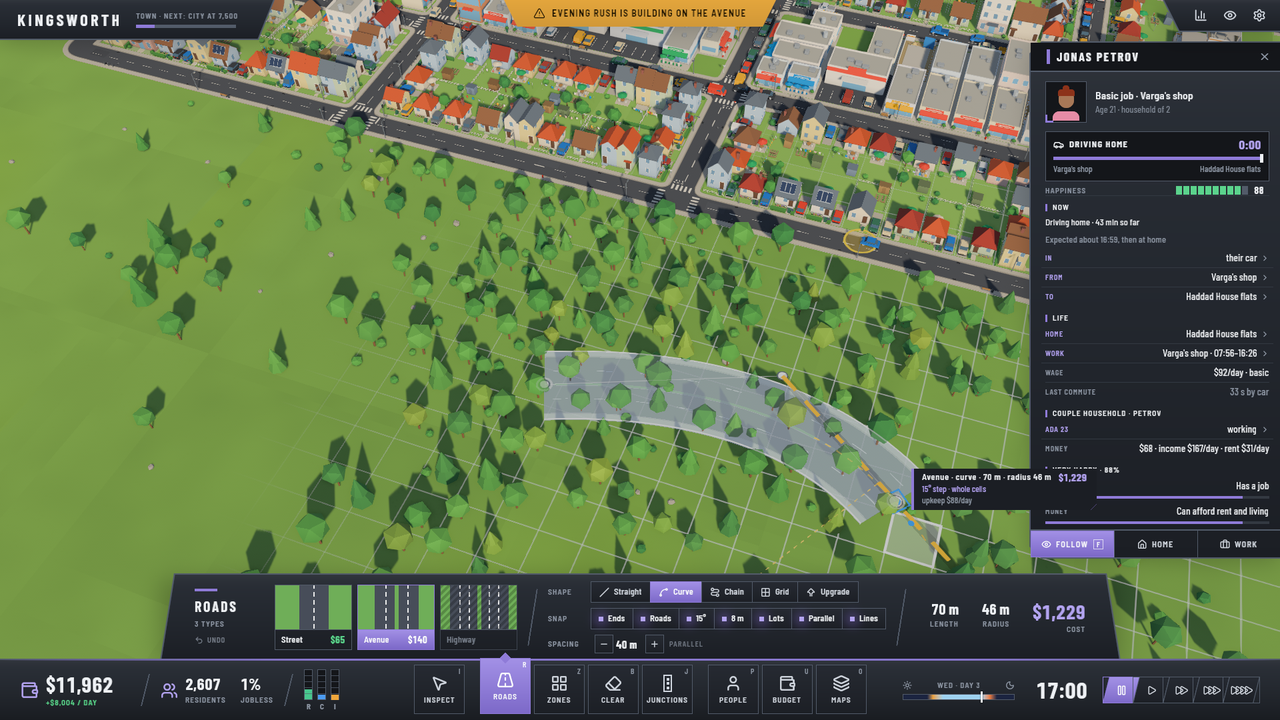 KINGSWORTH
TOWN · NEXT: CITY AT 7,500
EVENING RUSH IS BUILDING ON THE AVENUE
JONAS PETROV
Basic job · Varga's shop
Age 21 · household of 2
DRIVING HOME 0:00
Varga's shop Haddad House flats
HAPPINESS 88
NOW
Driving home · 43 min so far
Expected about 16:59, then at home
IN their car
FROM Varga's shop
TO Haddad House flats
LIFE
HOME Haddad House flats
WORK Varga's shop · 07:56-16:26
WAGE $92/day · basic
LAST COMMUTE 33 s by car
COUPLE HOUSEHOLD · PETROV
ADA 23 working
MONEY $68 · income $167/day · rent $31/day
· 88%
Has a job
MONEY Can afford rent and living
FOLLOW F
HOME
WORK
Avenue · curve · 70 m · radius 46 m $1,229
15° step · whole cells
upkeep $88/day
ROADS
3 TYPES
UNDO
Street $65
Avenue $140
Highway
SHAPE Straight Curve Chain Grid Upgrade
SNAP Ends Roads 15° 8 m Lots Parallel Lines
SPACING − 40 m + PARALLEL
70 m
LENGTH
46 m
RADIUS
$1,229
COST
$11,962
+$8,004 / DAY
2,607
RESIDENTS
1%
JOBLESS
R C I
I
INSPECT
R
ROADS
Z
ZONES
B
CLEAR
J
JUNCTIONS
P
PEOPLE
U
BUDGET
O
MAPS
WED · DAY 3
17:00